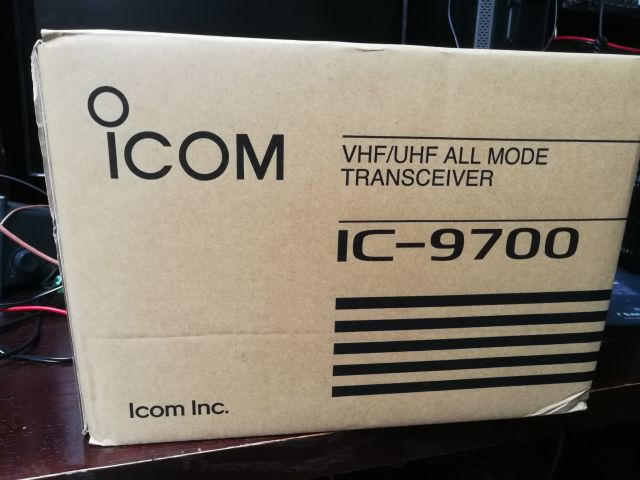 ICOM
VHF/UHF ALL MODE
TRANSCEIVER
IC-9700
Icom Inc.